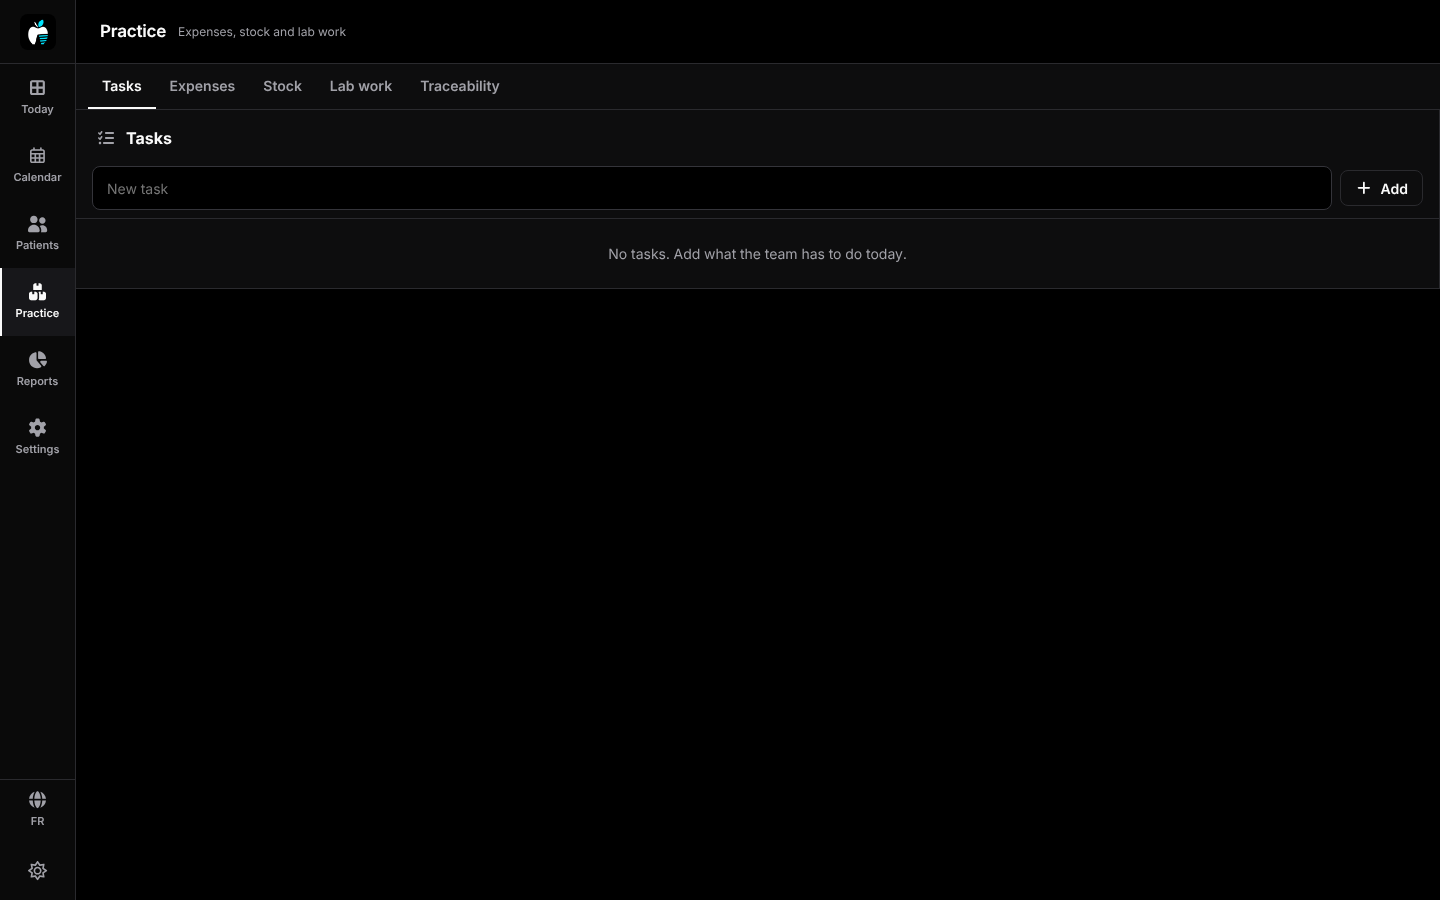 Practice Expenses, stock and lab work
Today
Calendar
Patients
Practice
Reports
Settings
FR
Tasks Expenses Stock Lab work Traceability
Tasks
New task
Add
No tasks. Add what the team has to do today.